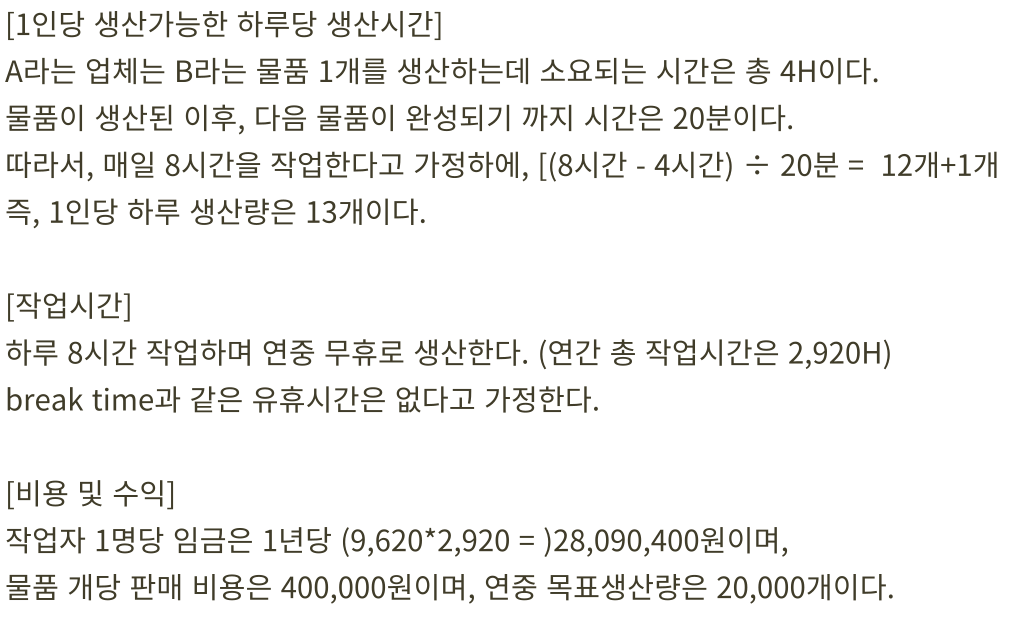 [1인당 생산가능한 하루당 생산시간]
A라는 업체는 B라는 물품 1개를 생산하는데 소요되는 시간은 총 4H이다.
물품이 생산된 이후, 다음 물품이 완성되기 까지 시간은 20분이다.
따라서, 매일 8시간을 작업한다고 가정하에, [(8시간 - 4시간) ÷ 20분 = 12개+1개
즉, 1인당 하루 생산량은 13개이다.
[작업시간]
하루 8시간 작업하며 연중 무휴로 생산한다. (연간 총 작업시간은 2,920H)
break time과 같은 유휴시간은 없다고 가정한다.
[비용 및 수익]
작업자 1명당 임금은 1년당 (9,620*2,920 = )28,090,400원이며,
물품 개당 판매 비용은 400,000원이며, 연중 목표생산량은 20,000개이다.